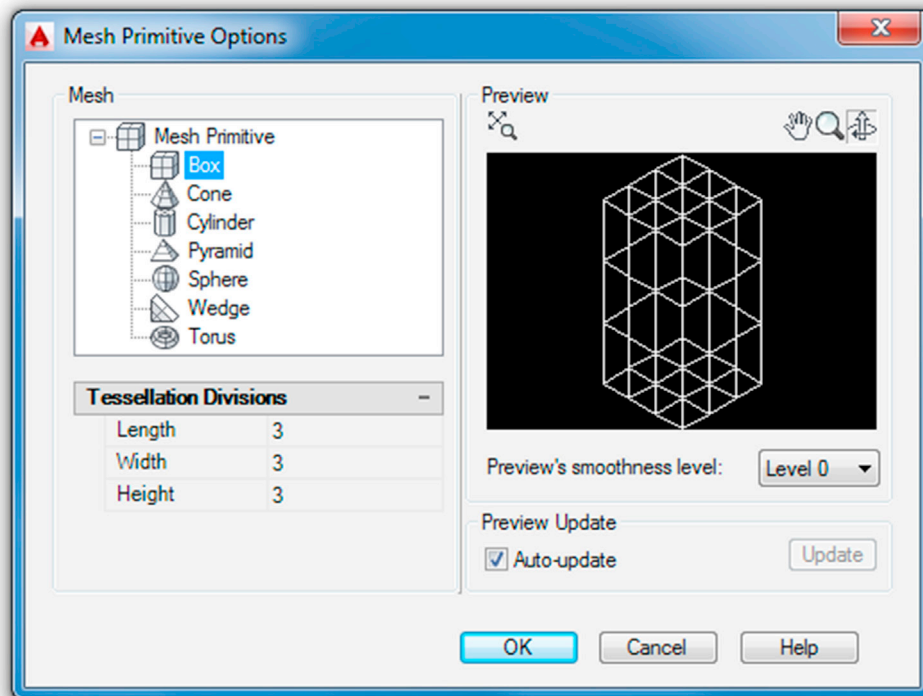 Mesh Primitive Options
Mesh
Mesh Primitive
Box
Cone
Cylinder
Pyramid
Sphere
Wedge
Torus
Tessellation Divisions
Length 3
Width 3
Height 3
Preview
Preview's smoothness level: Level 0
Preview Update
Auto-update Update
OK Cancel Help